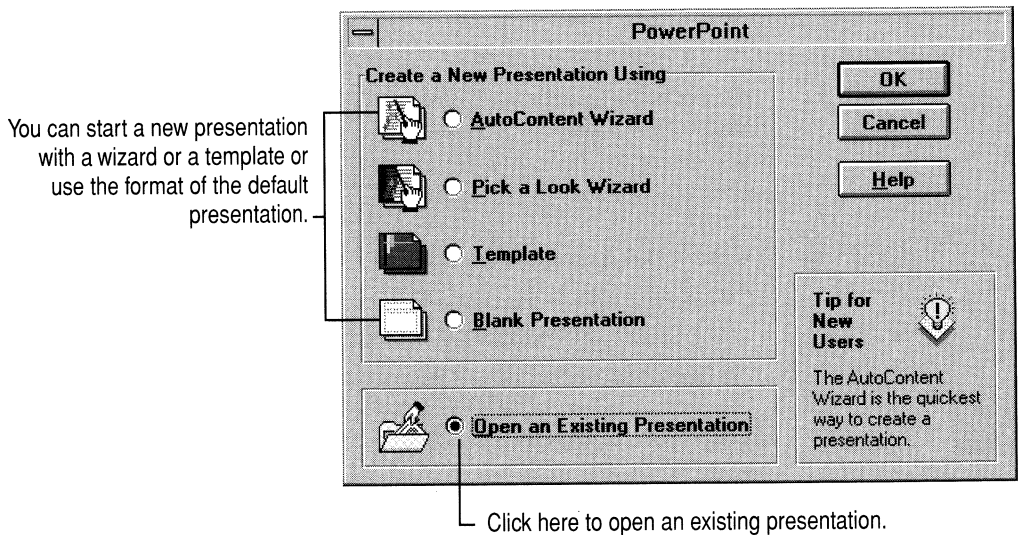 PowerPoint
Create a New Presentation Using
AutoContent Wizard
Pick a Look Wizard
Template
Blank Presentation
Open an Existing Presentation
OK
Cancel
Help
Tip for
New
Users
The AutoContent
Wizard is the quickest
way to create a
presentation.
You can start a new presentation
with a wizard or a template or
use the format of the default
presentation.
Click here to open an existing presentation.